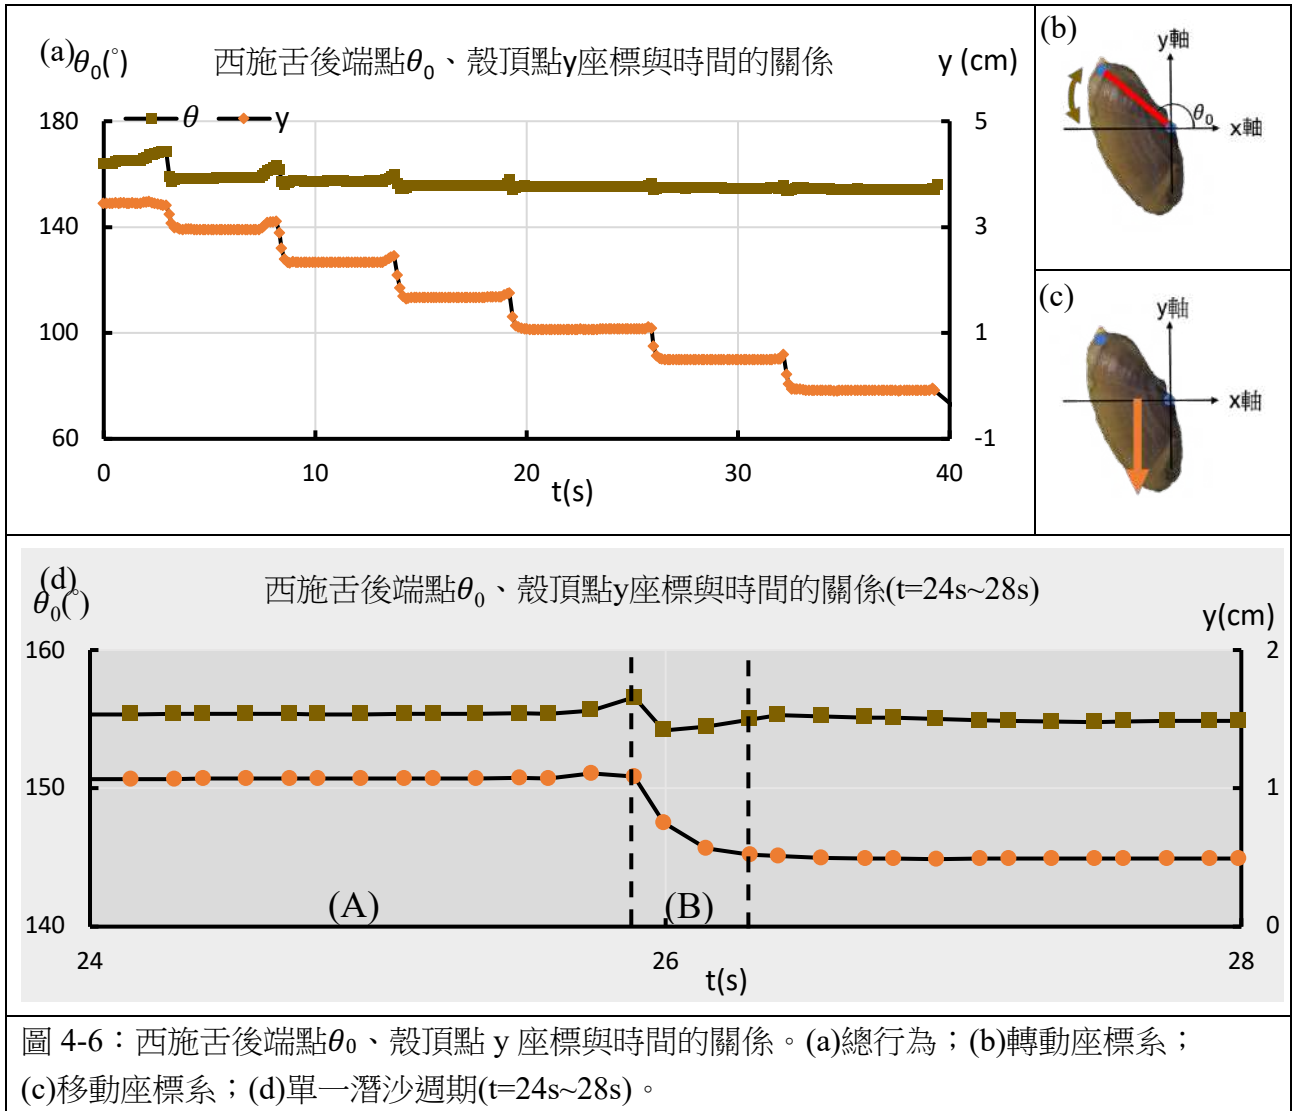 (a)
θ₀(°)
西施舌後端點θ₀、殼頂點y座標與時間的關係
y (cm)
θ
y
180
140
100
60
5
3
1
-1
0
10
20
30
40
t(s)
(b)
y軸
θ₀
x軸
(c)
y軸
x軸
(d)
θ₀(°)
西施舌後端點θ₀、殼頂點y座標與時間的關係(t=24s~28s)
y(cm)
160
150
140
2
1
0
(A)
(B)
24
26
28
t(s)
圖 4-6：西施舌後端點θ₀、殼頂點 y 座標與時間的關係。(a)總行為；(b)轉動座標系；
(c)移動座標系；(d)單一潛沙週期(t=24s~28s)。